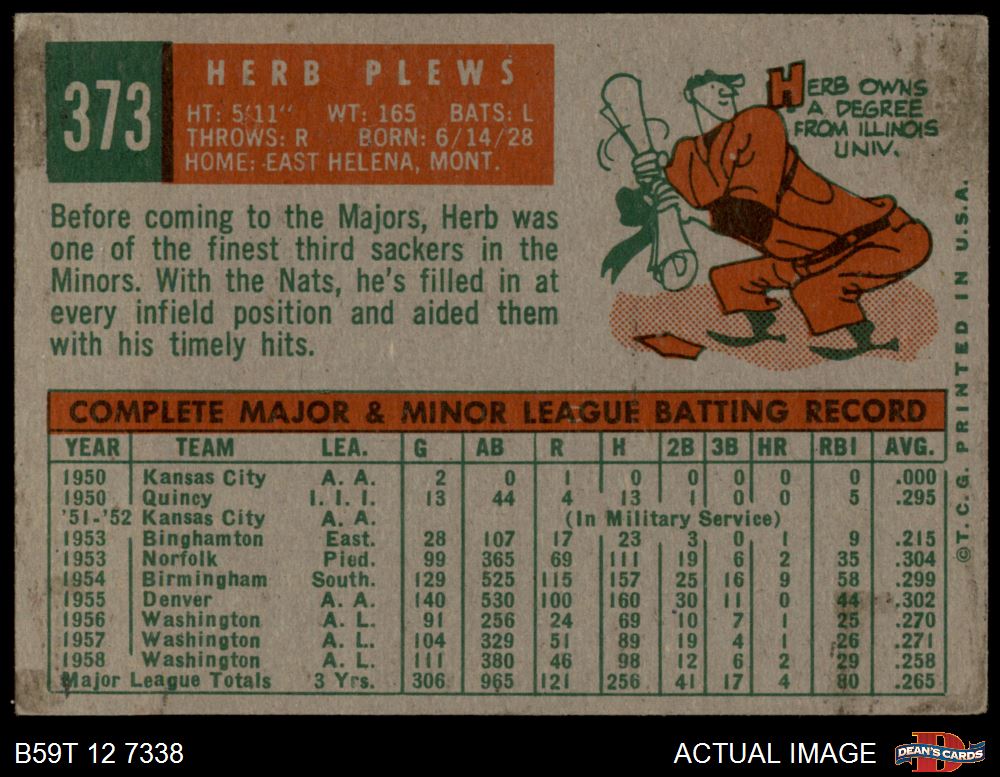 373
HERB PLEWS
HT: 5'11" WT: 165 BATS: L
THROWS: R BORN: 6/14/28
HOME: EAST HELENA, MONT.
HERB OWNS
A DEGREE
FROM ILLINOIS
UNIV.
Before coming to the Majors, Herb was
one of the finest third sackers in the
Minors. With the Nats, he's filled in at
every infield position and aided them
with his timely hits.
COMPLETE MAJOR & MINOR LEAGUE BATTING RECORD
YEAR TEAM LEA. G AB R H 2B 3B HR RBI AVG.
1950 Kansas City A. A. 2 0 1 0 0 0 0 0 .000
1950 Quincy I. I. I. 13 44 4 13 1 0 0 5 .295
'51-'52 Kansas City A. A. (In Military Service)
1953 Binghamton East. 28 107 17 23 3 0 1 9 .215
1953 Norfolk Pied. 99 365 69 111 19 6 2 35 .304
1954 Birmingham South. 129 525 115 157 25 16 9 58 .299
1955 Denver A. A. 140 530 100 160 30 11 0 44 .302
1956 Washington A. L. 91 256 24 69 10 7 1 25 .270
1957 Washington A. L. 104 329 51 89 19 4 1 26 .271
1958 Washington A. L. 111 380 46 98 12 6 2 29 .258
Major League Totals 3 Yrs. 306 965 121 256 41 17 4 80 .265
©T.C.G. PRINTED IN U.S.A.
B59T 12 7338
ACTUAL IMAGE
D
DEAN'S CARDS